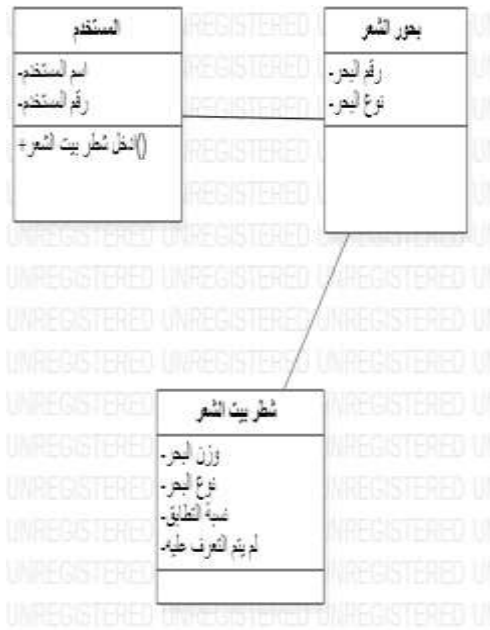 المستخدم
اسم المستخدم-
رقم المستخدم-
ادخل شطر بيت الشعر()+
بحور الشعر
رقم البحر-
نوع البحر-
شطر بيت الشعر
وزن البحر-
نوع البحر-
نسبة التطابق-
لم يتم التعرف عليه-
UNREGISTERED